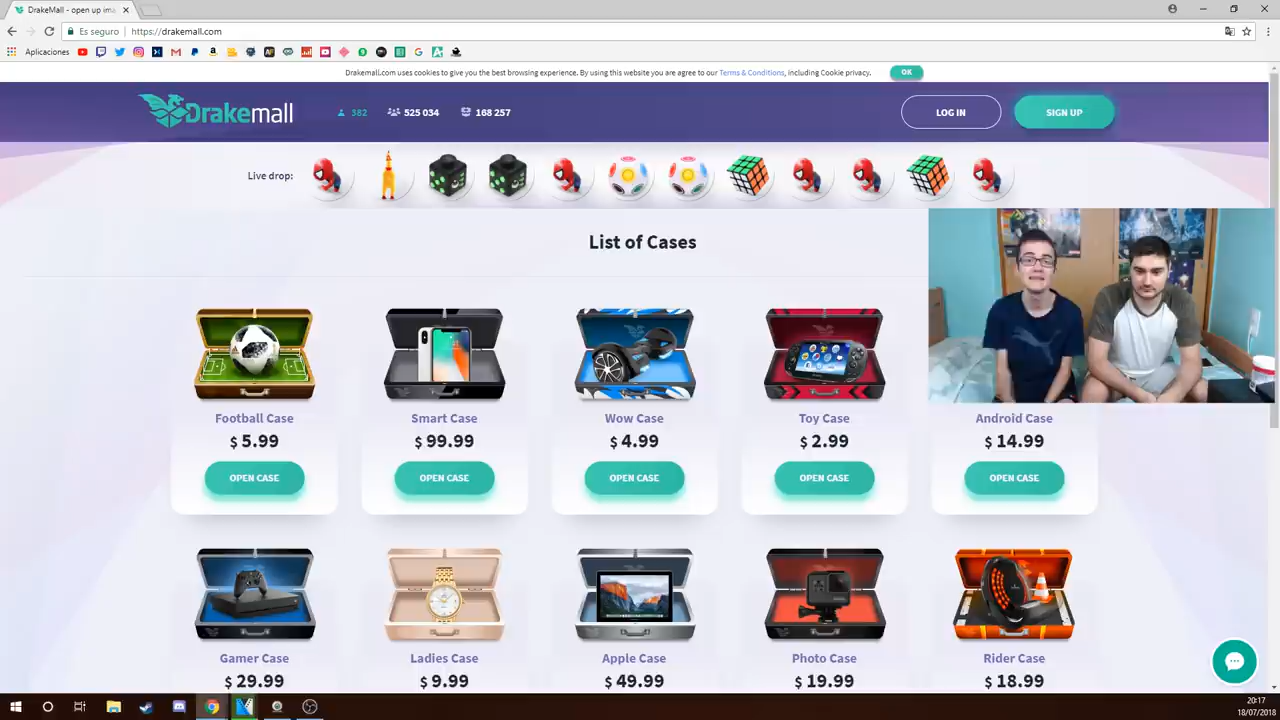 DrakeMall - open up ima
Es seguro | https://drakemall.com
Aplicaciones
Drakemall.com uses cookies to give you the best browsing experience. By using this website you are agree to our Terms & Conditions, including Cookie privacy. OK
Drakemall 382 525 034 168 257 LOG IN SIGN UP
Live drop:
List of Cases
Football Case Smart Case Wow Case Toy Case Android Case
$ 5.99 $ 99.99 $ 4.99 $ 2.99 $ 14.99
OPEN CASE OPEN CASE OPEN CASE OPEN CASE OPEN CASE
Gamer Case Ladies Case Apple Case Photo Case Rider Case
$ 29.99 $ 9.99 $ 49.99 $ 19.99 $ 18.99
20:17
18/07/2018